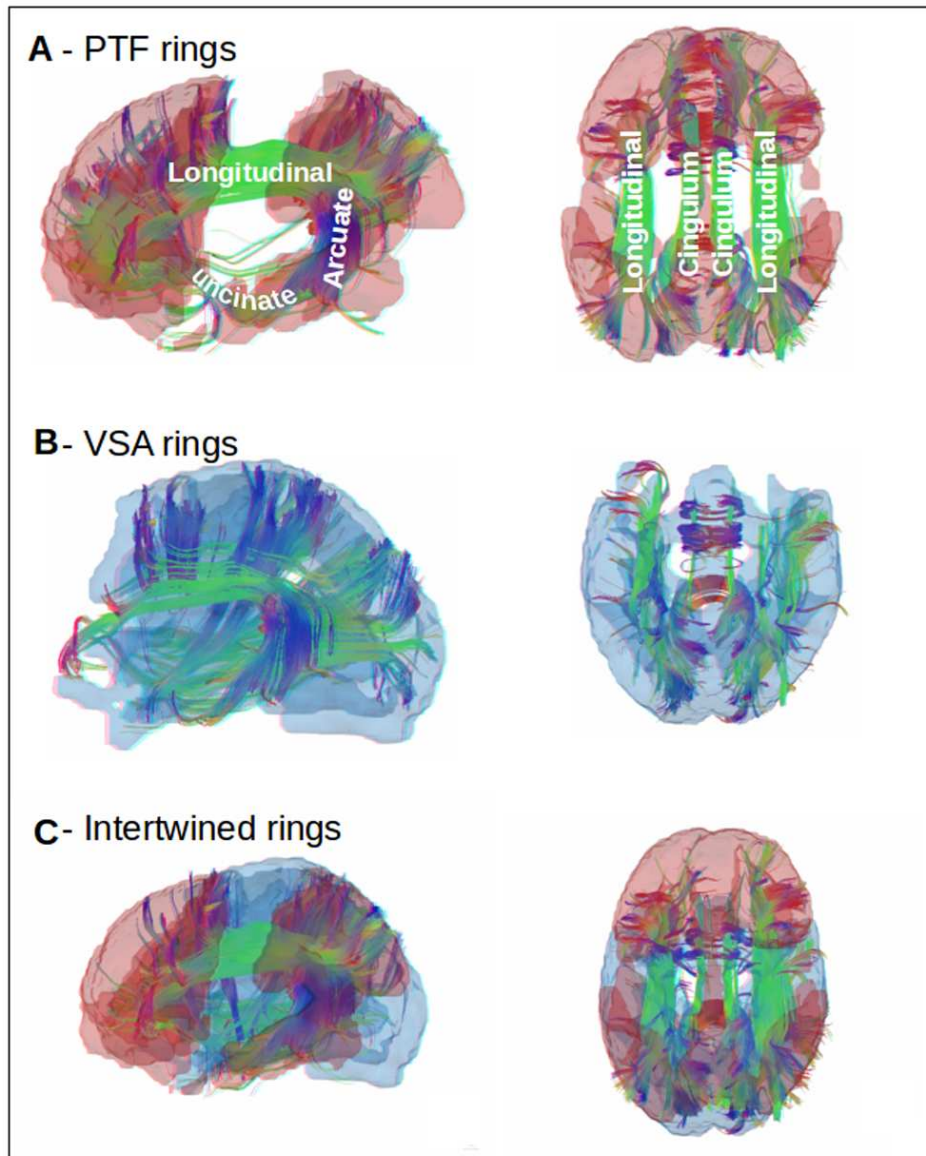 A - PTF rings
Longitudinal
Arcuate
uncinate
Longitudinal
Cingulum
Cingulum
Longitudinal
B - VSA rings
C - Intertwined rings